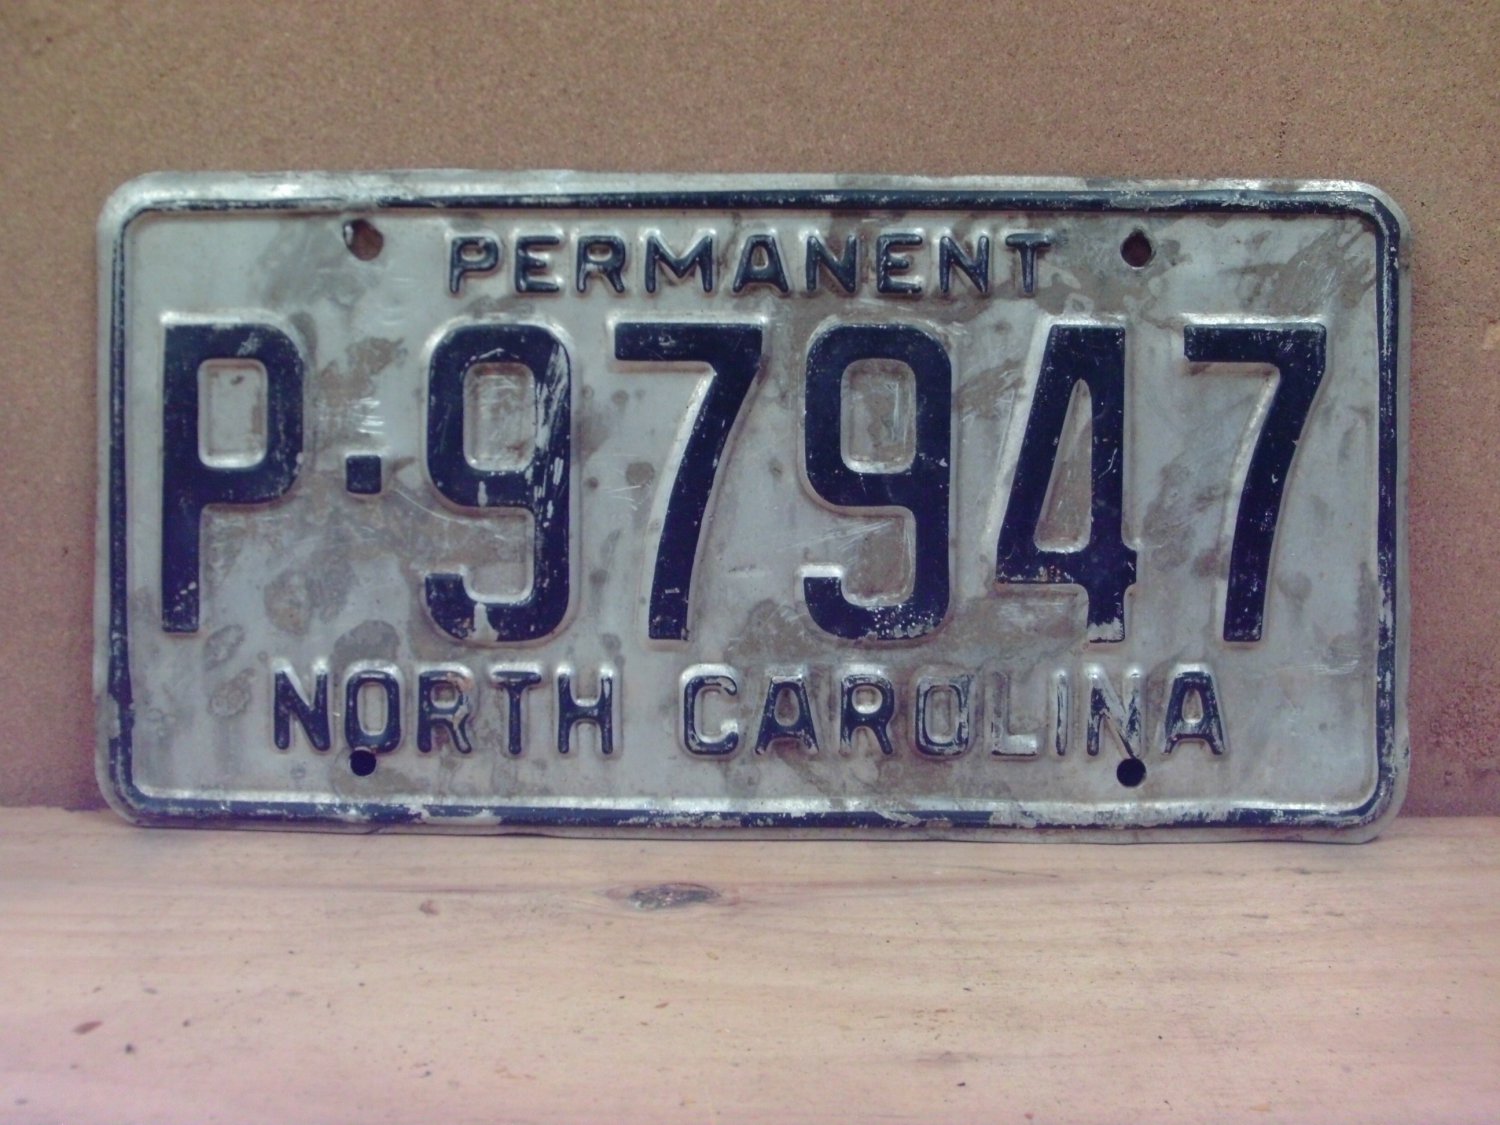 PERMANENT
P-97947
NORTH CAROLINA